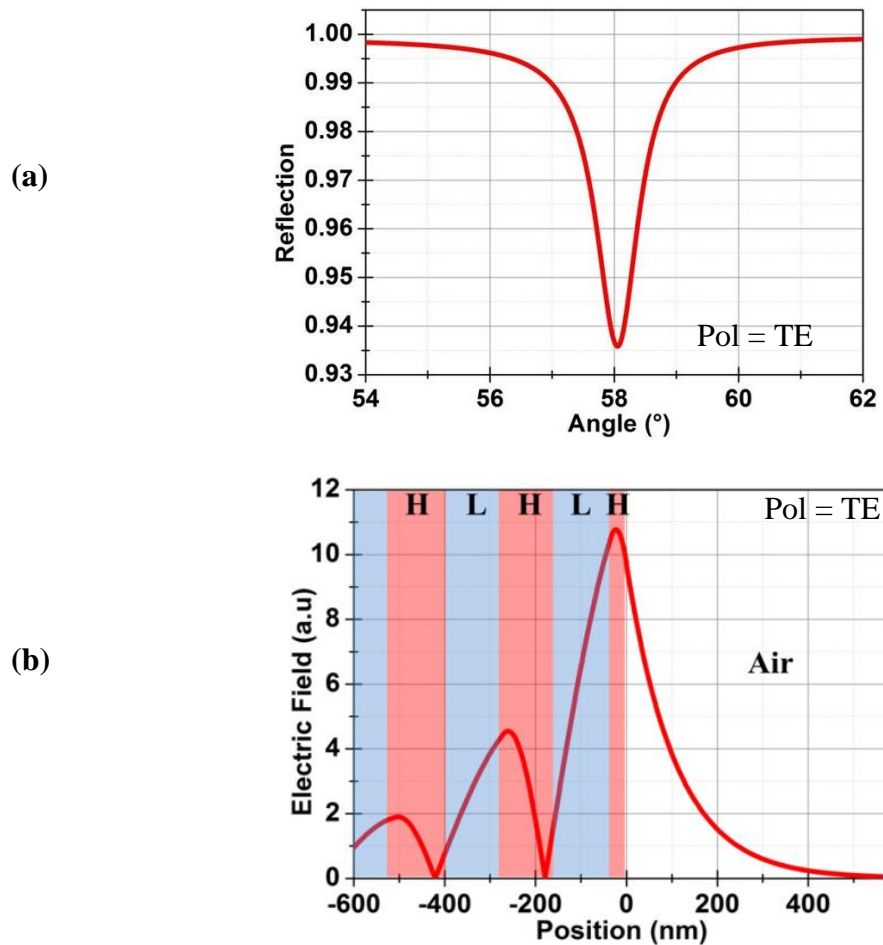 (a)
Reflection
1.00
0.99
0.98
0.97
0.96
0.95
0.94
0.93
Pol = TE
54 56 58 60 62
Angle (°)
(b)
Electric Field (a.u)
12
10
8
6
4
2
0
H L H L H
Pol = TE
Air
-600 -400 -200 0 200 400
Position (nm)